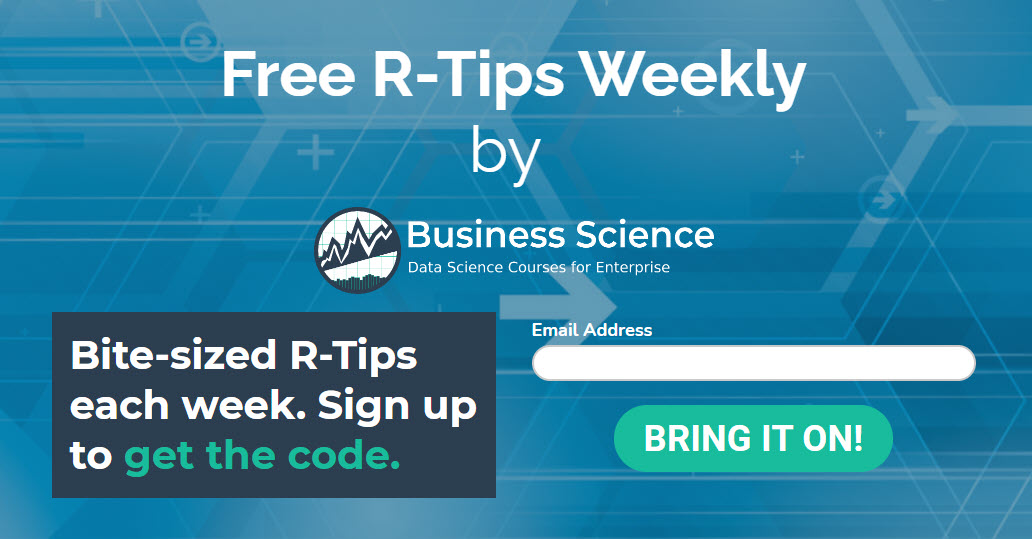 Free R-Tips Weekly
by
Business Science
Data Science Courses for Enterprise
Bite-sized R-Tips
each week. Sign up
to get the code.
Email Address
BRING IT ON!